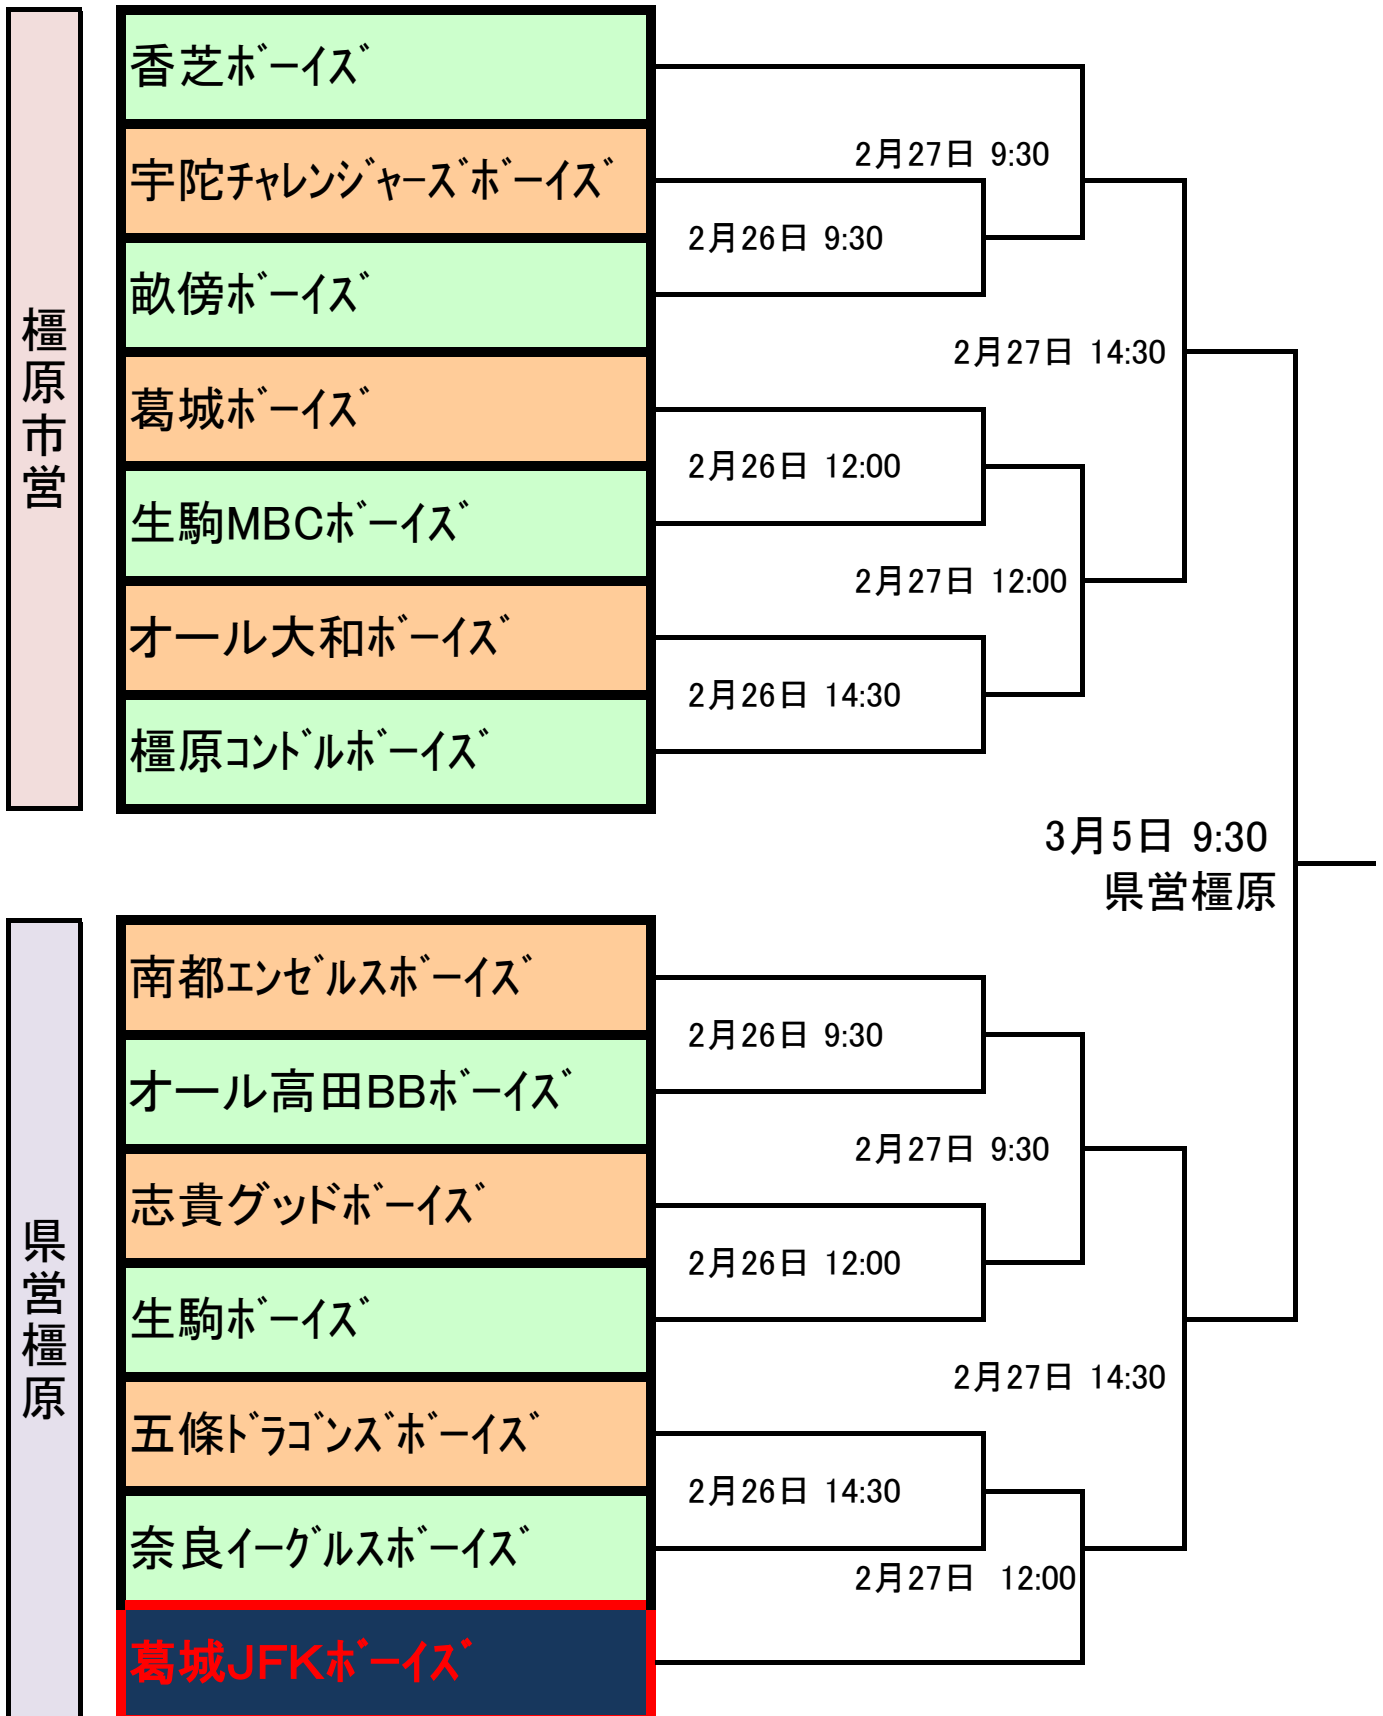 橿原市営
香芝ﾎﾞｰｲｽﾞ
宇陀ﾁｬﾚﾝｼﾞｬｰｽﾞﾎﾞｰｲｽﾞ
畝傍ﾎﾞｰｲｽﾞ
葛城ﾎﾞｰｲｽﾞ
生駒MBCﾎﾞｰｲｽﾞ
オール大和ﾎﾞｰｲｽﾞ
橿原ｺﾝﾄﾞﾙﾎﾞｰｲｽﾞ
2月27日 9:30
2月26日 9:30
2月27日 14:30
2月26日 12:00
2月27日 12:00
2月26日 14:30
3月5日 9:30
県営橿原
県営橿原
南都ｴﾝｾﾞﾙｽﾎﾞｰｲｽﾞ
オール高田BBﾎﾞｰｲｽﾞ
志貴グッドﾎﾞｰｲｽﾞ
生駒ﾎﾞｰｲｽﾞ
五條ﾄﾞﾗｺﾞﾝｽﾞﾎﾞｰｲｽﾞ
奈良ｲｰｸﾞﾙｽﾎﾞｰｲｽﾞ
葛城JFKﾎﾞｰｲｽﾞ
2月26日 9:30
2月27日 9:30
2月26日 12:00
2月27日 14:30
2月26日 14:30
2月27日 12:00